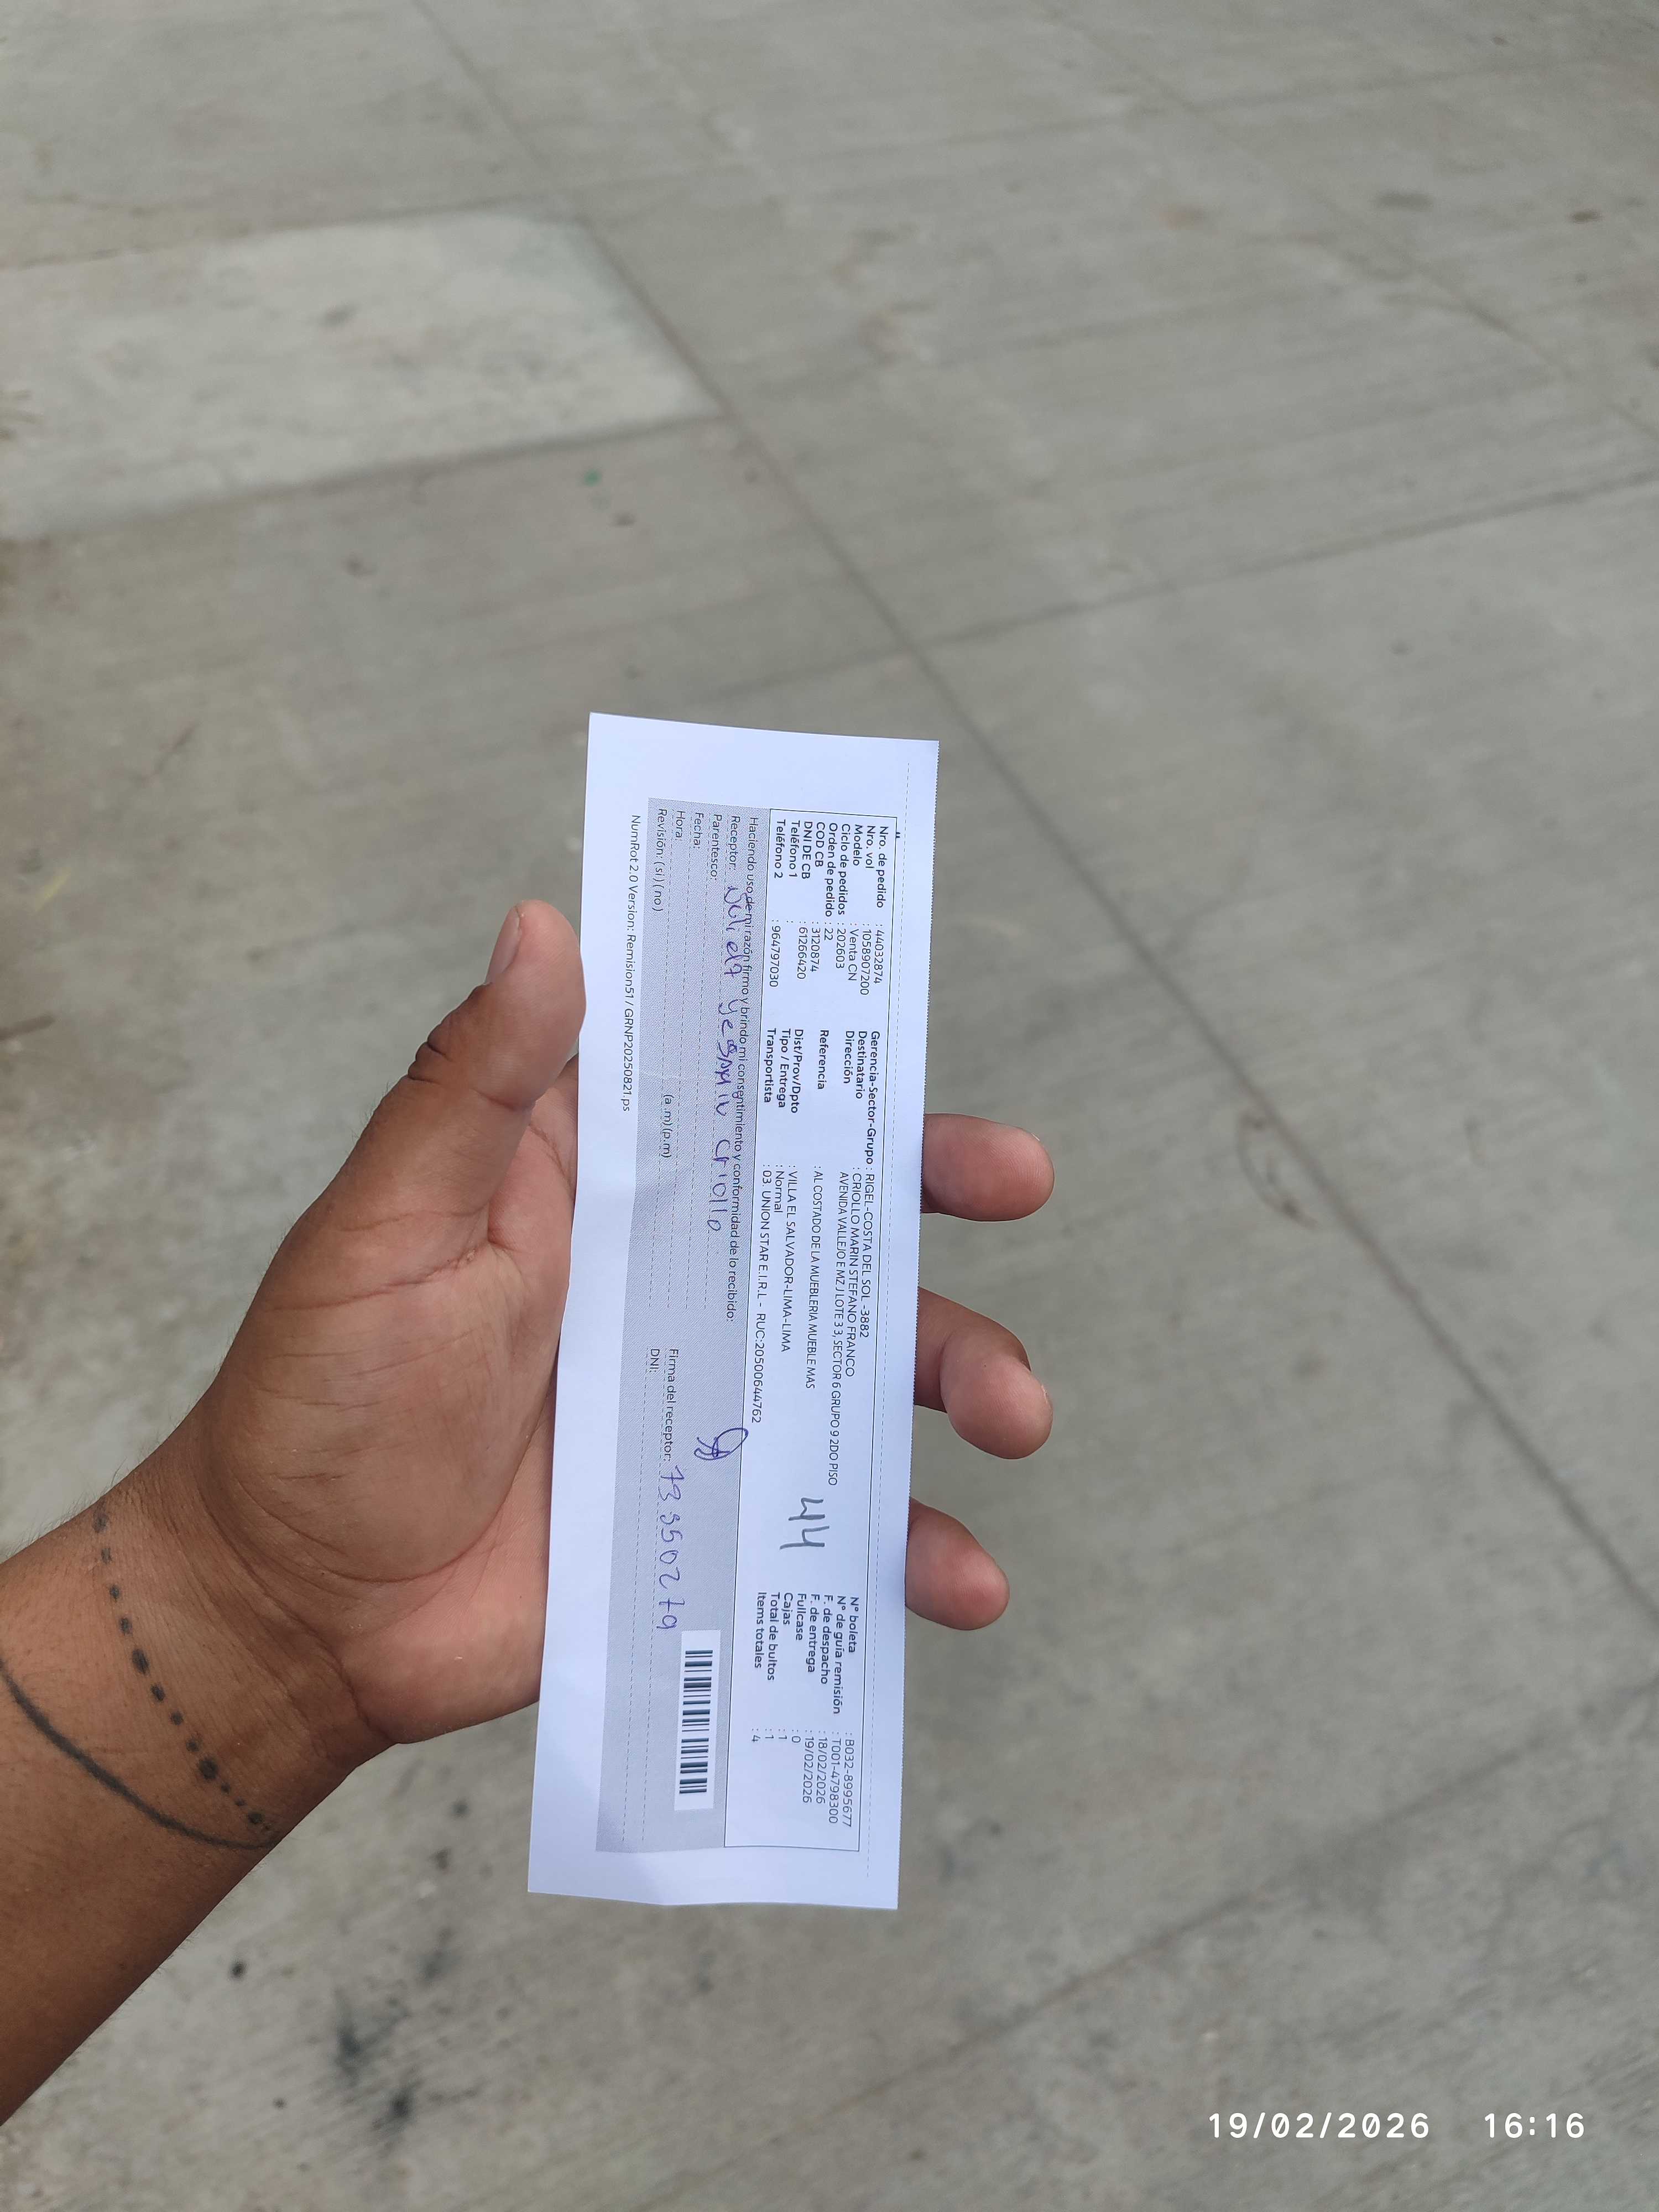 Nro. de pedido : 44032874
Nro. vol : 1058907200
Modelo : Venta CN
Ciclo de pedidos : 202603
Orden de pedido : 22
COD CB : 3120874
DNI DE CB : 61266420
Teléfono 1 :
Teléfono 2 : 964797030
Gerencia-Sector-Grupo : RIGEL-COSTA DEL SOL -3882
Destinatario : CRIOLLO MARIN STEFANO FRANCO
Dirección AVENIDA VALLEJO E MZ J LOTE 3 3, SECTOR 6 GRUPO 9 2DO PISO
Referencia : AL COSTADO DE LA MUEBLERIA MUEBLE MAS
Dist/Prov/Dpto : VILLA EL SALVADOR-LIMA-LIMA
Tipo / Entrega : Normal
Transportista : 03. UNION STAR E.I.R.L - RUC:20500644762
44
N° boleta : B032-8995677
N° de guía remisión : T001-4798300
F. de despacho : 18/02/2026
F. de entrega : 19/02/2026
Fullcase : 0
Cajas : 1
Total de bultos : 1
Items totales : 4
Haciendo uso de mi razón firmo y brindo mi consentimiento y conformidad de lo recibido:
Receptor: Criollo
Parentesco:
Fecha:
Hora: (a.m)(p.m)
Revisión: (si)(no)
Firma del receptor: 73350279
DNI:
NumRot 2.0 Version: Remision51 / GRNP20250821.ps
19/02/2026 16:16